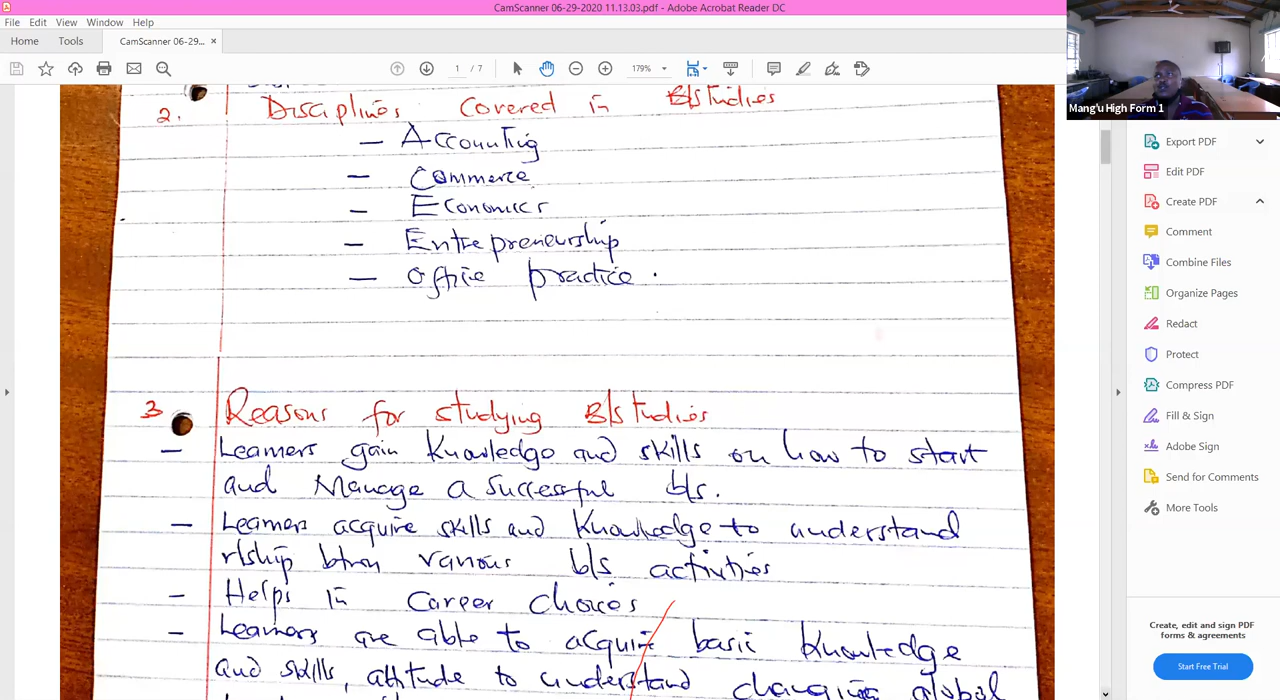 CamScanner 06-29-2020 11.13.03.pdf - Adobe Acrobat Reader DC
File Edit View Window Help
Home Tools CamScanner 06-29... ×
1 / 7 179%
Mang'u High Form 1
2. Disciplines Covered in B/Studies
- Accounting
- Commerce
- Economics
- Entrepreneurship
- Office practice.
3 Reasons for studying B/Studies
- Learners gain knowledge and skills on how to start
and Manage a successful b/s.
- Learners acquire skills and knowledge to understand
r/ship btwn various b/s activities
- Helps in Career choices
- Learners are able to acquire basic knowledge
and skills, attitude to understand changing global
Export PDF
Edit PDF
Create PDF
Comment
Combine Files
Organize Pages
Redact
Protect
Compress PDF
Fill & Sign
Adobe Sign
Send for Comments
More Tools
Create, edit and sign PDF
forms & agreements
Start Free Trial